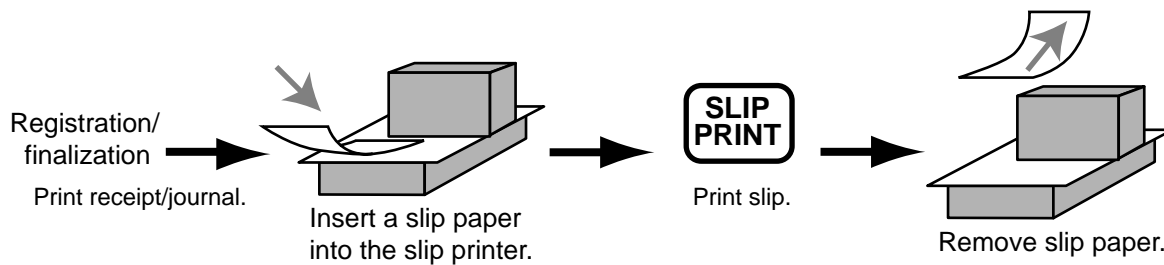 Registration/
finalization
Print receipt/journal.
Insert a slip paper
into the slip printer.
SLIP
PRINT
Print slip.
Remove slip paper.